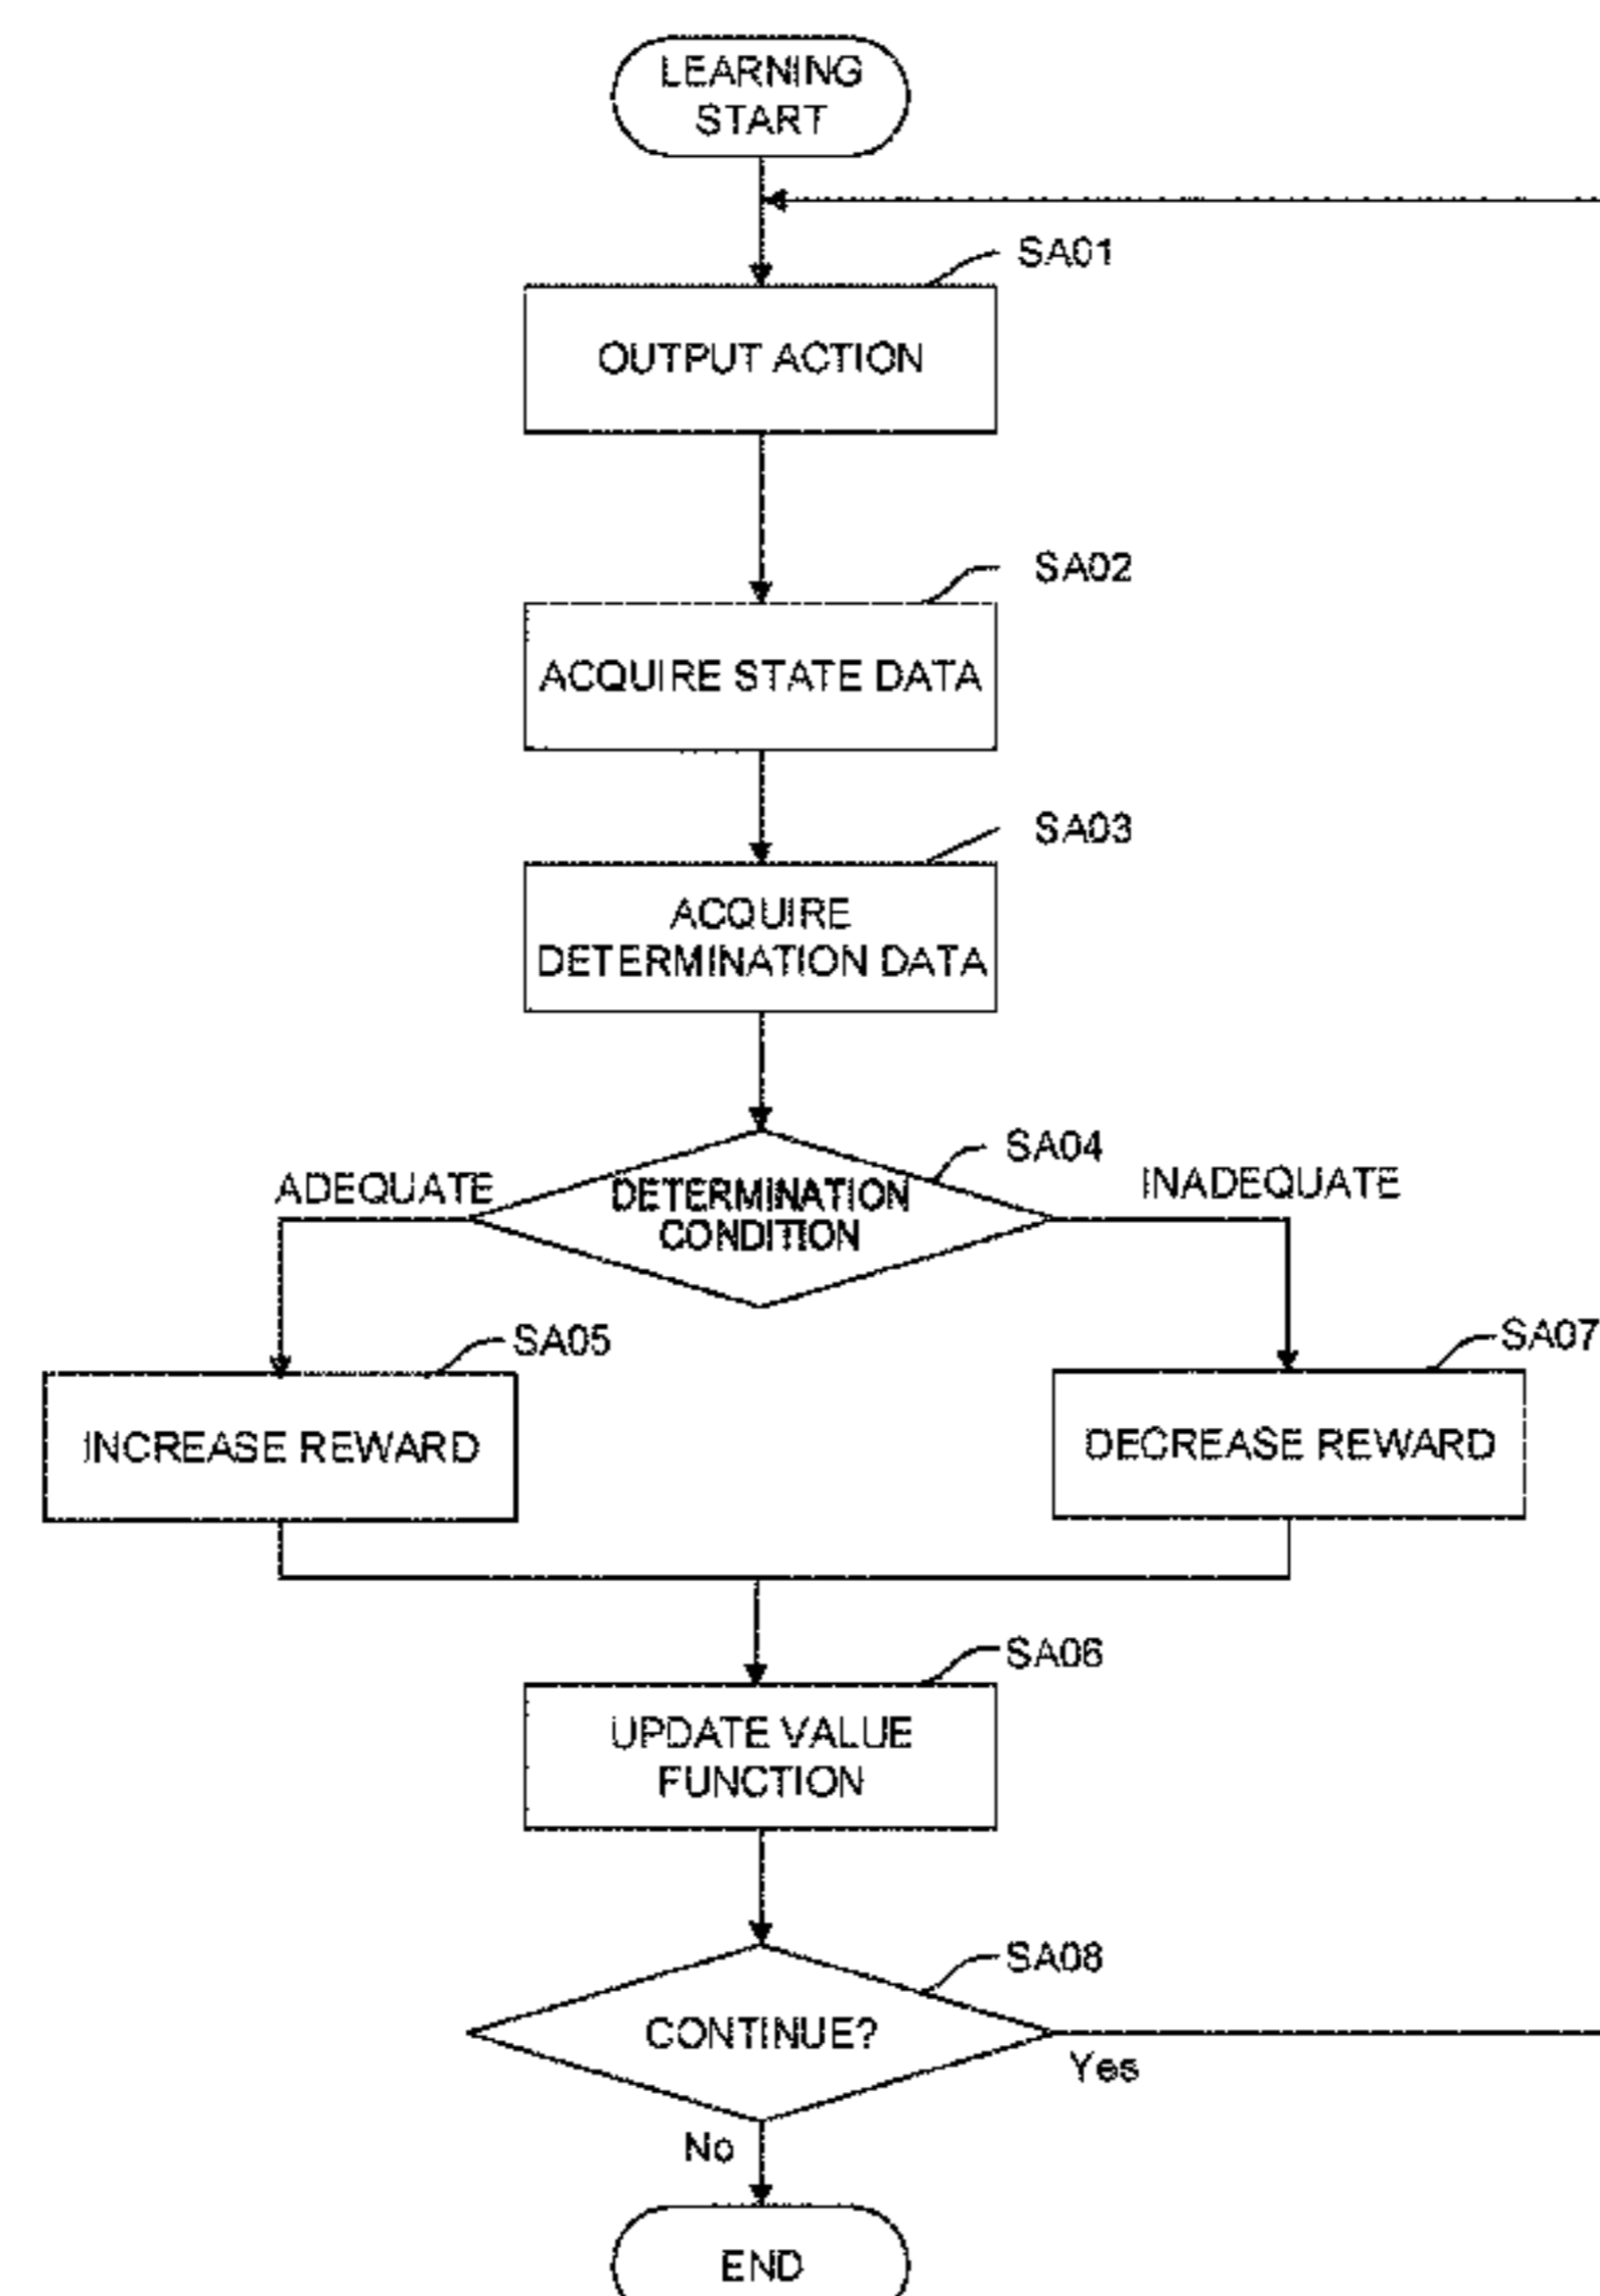 LEARNING
START
SA01
OUTPUT ACTION
SA02
ACQUIRE STATE DATA
SA03
ACQUIRE
DETERMINATION DATA
SA04
ADEQUATE
DETERMINATION
CONDITION
INADEQUATE
SA05
INCREASE REWARD
SA07
DECREASE REWARD
SA06
UPDATE VALUE
FUNCTION
SA08
CONTINUE?
Yes
No
END